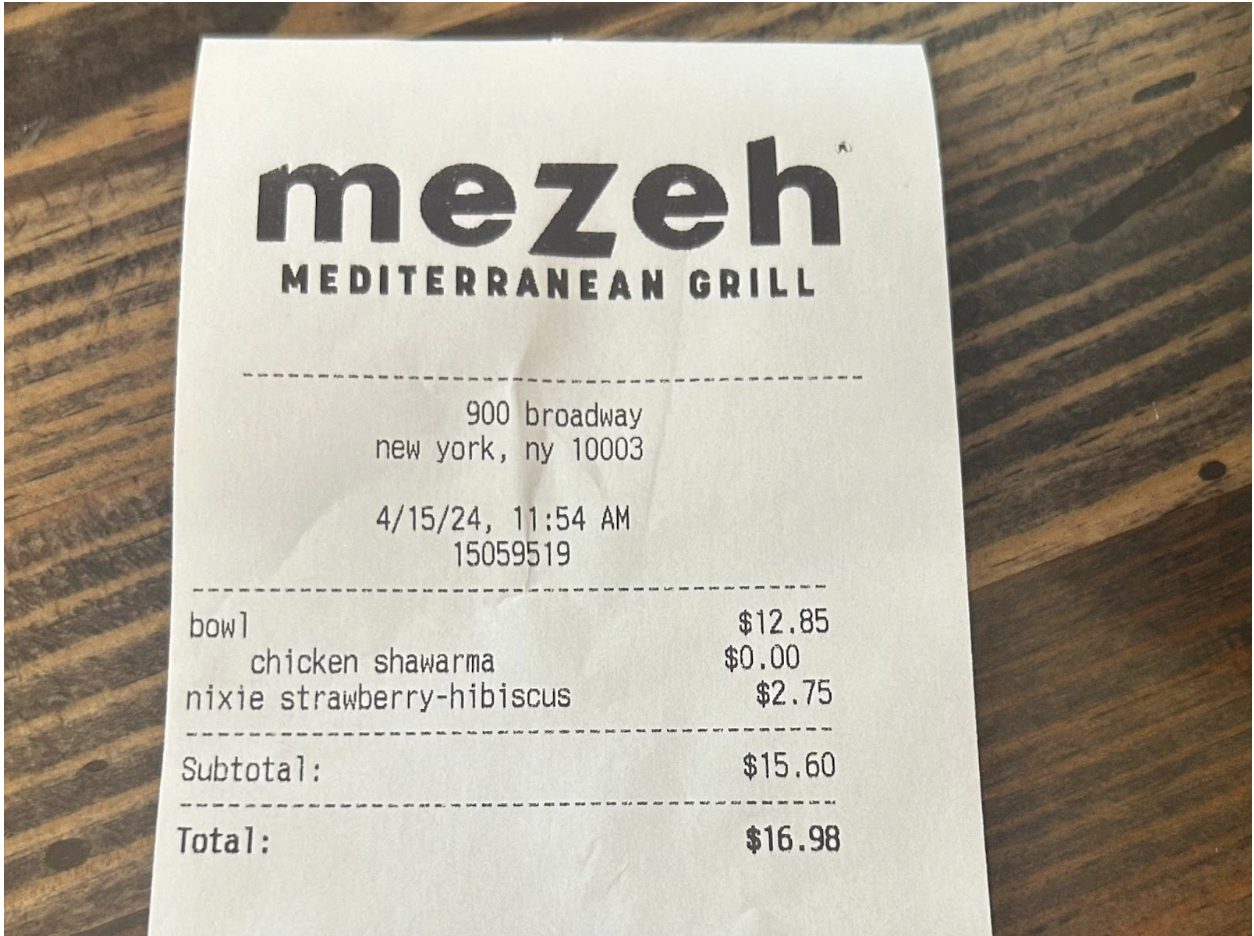 mezeh
MEDITERRANEAN GRILL
900 broadway
new york, ny 10003
4/15/24, 11:54 AM
15059519
bowl $12.85
chicken shawarma $0.00
nixie strawberry-hibiscus $2.75
Subtotal: $15.60
Total: $16.98